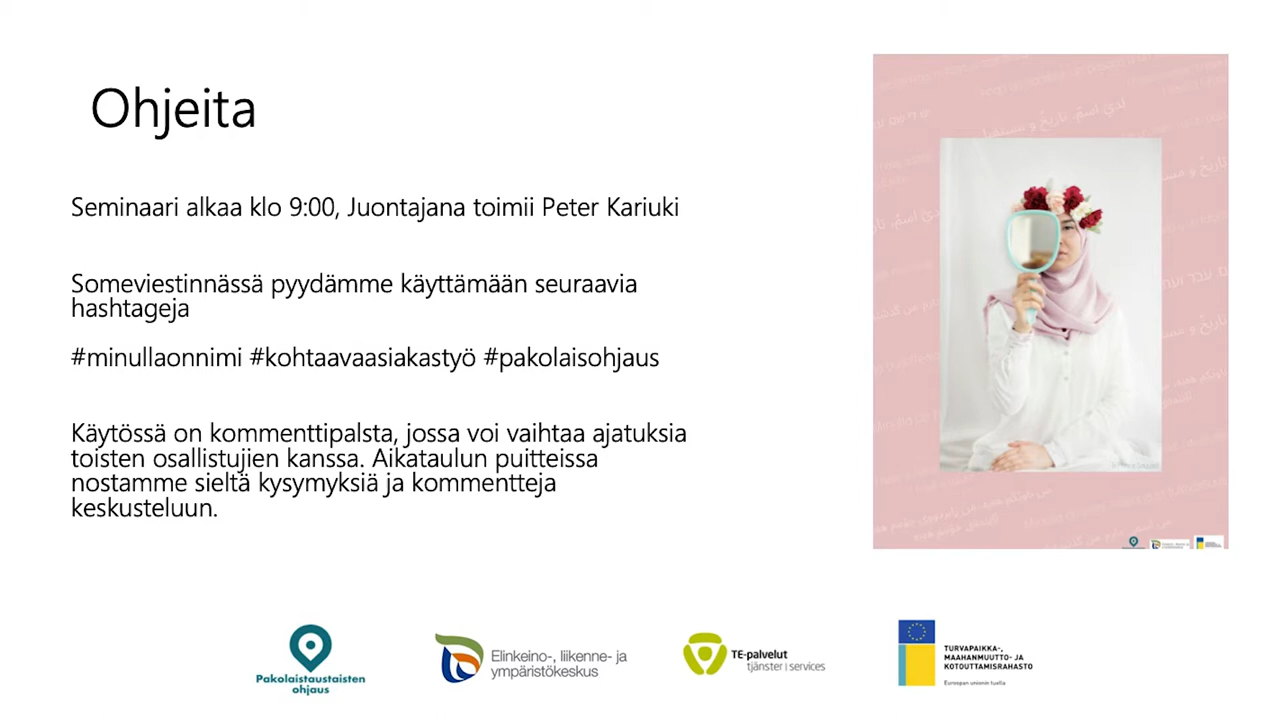 Ohjeita
Seminaari alkaa klo 9:00, Juontajana toimii Peter Kariuki
Someviestinnässä pyydämme käyttämään seuraavia
hashtageja
#minullaonnimi #kohtaavaasiakastyö #pakolaisohjaus
Käytössä on kommenttipalsta, jossa voi vaihtaa ajatuksia
toisten osallistujien kanssa. Aikataulun puitteissa
nostamme sieltä kysymyksiä ja kommentteja
keskusteluun.
Pakolaistaustaisten
ohjaus
Elinkeino-, liikenne- ja
ympäristökeskus
TE-palvelut
tjänster | services
TURVAPAIKKA-,
MAAHANMUUTTO- JA
KOTOUTTAMISRAHASTO
Euroopan unionin tuella